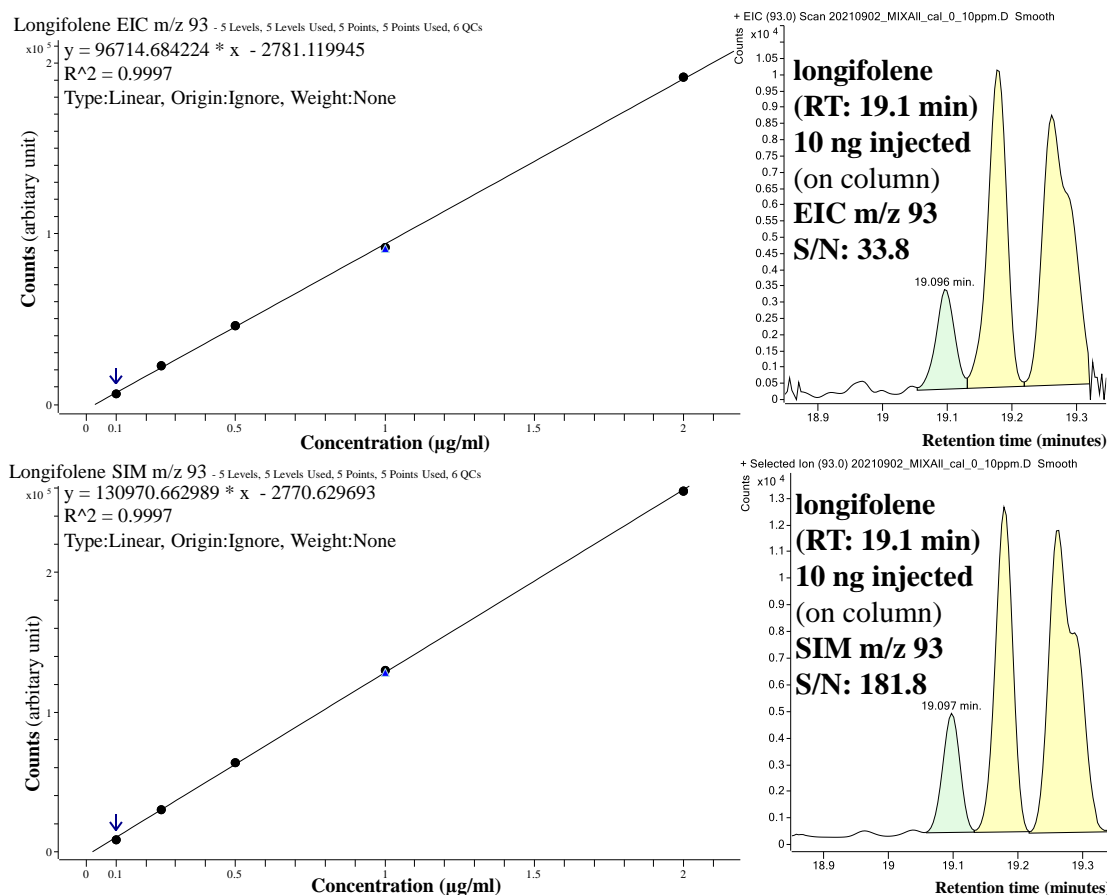 Longifolene EIC m/z 93 - 5 Levels, 5 Levels Used, 5 Points, 5 Points Used, 6 QCs
y = 96714.684224 * x - 2781.119945
R^2 = 0.9997
Type:Linear, Origin:Ignore, Weight:None
x10^5
2
1
0
Counts (arbitrary unit)
0 0.1 0.5 1 1.5 2
Concentration (µg/ml)
+ EIC (93.0) Scan 20210902_MIXAll_cal_0_10ppm.D Smooth
Counts
x10^4
1.05
1
0.95
0.9
0.85
0.8
0.75
0.7
0.65
0.6
0.55
0.5
0.45
0.4
0.35
0.3
0.25
0.2
0.15
0.1
0.05
0
longifolene
(RT: 19.1 min)
10 ng injected
(on column)
EIC m/z 93
S/N: 33.8
19.096 min.
18.9 19 19.1 19.2 19.3
Retention time (minutes)
Longifolene SIM m/z 93 - 5 Levels, 5 Levels Used, 5 Points, 5 Points Used, 6 QCs
x10^5
y = 130970.662989 * x - 2770.629693
R^2 = 0.9997
Type:Linear, Origin:Ignore, Weight:None
2
1
0
Counts (arbitrary unit)
0 0.1 0.5 1 1.5 2
Concentration (µg/ml)
+ Selected Ion (93.0) 20210902_MIXAll_cal_0_10ppm.D Smooth
Counts
x10^4
1.3
1.2
1.1
1
0.9
0.8
0.7
0.6
0.5
0.4
0.3
0.2
0.1
0
longifolene
(RT: 19.1 min)
10 ng injected
(on column)
SIM m/z 93
S/N: 181.8
19.097 min.
18.9 19 19.1 19.2 19.3
Retention time (minutes)